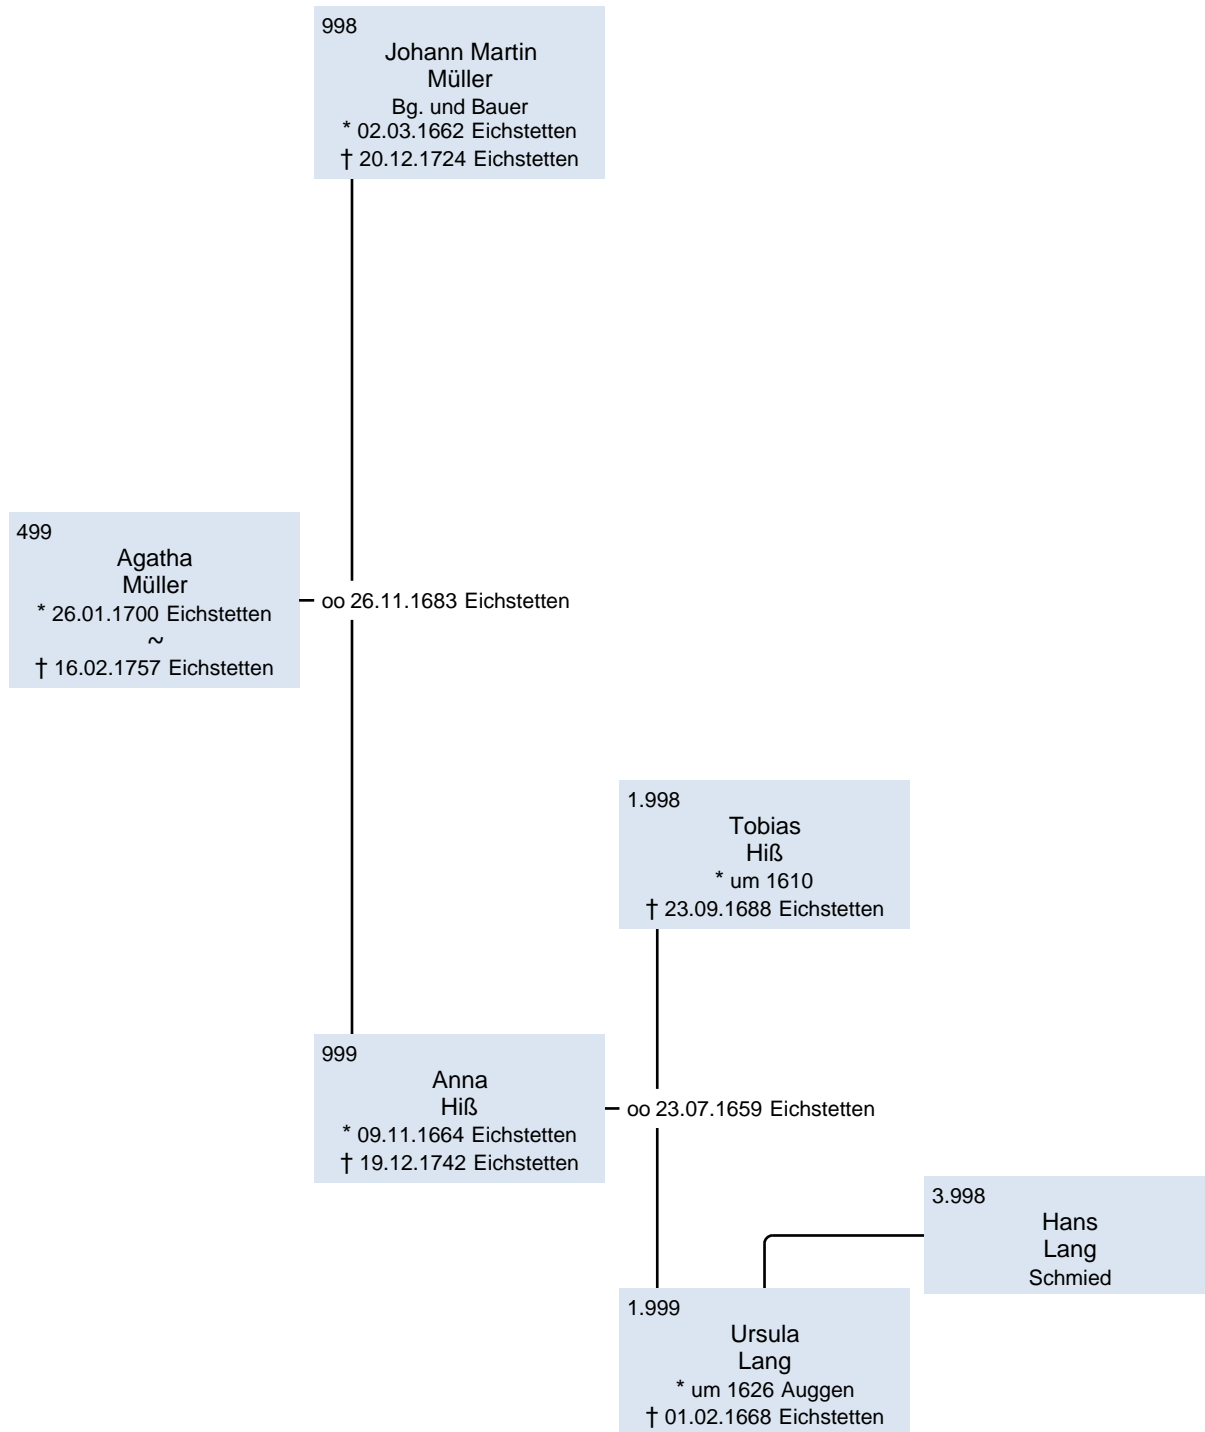 998
Johann Martin
Müller
Bg. und Bauer
* 02.03.1662 Eichstetten
† 20.12.1724 Eichstetten
499
Agatha
Müller
* 26.01.1700 Eichstetten
~
† 16.02.1757 Eichstetten
oo 26.11.1683 Eichstetten
1.998
Tobias
Hiß
* um 1610
† 23.09.1688 Eichstetten
999
Anna
Hiß
* 09.11.1664 Eichstetten
† 19.12.1742 Eichstetten
oo 23.07.1659 Eichstetten
3.998
Hans
Lang
Schmied
1.999
Ursula
Lang
* um 1626 Auggen
† 01.02.1668 Eichstetten